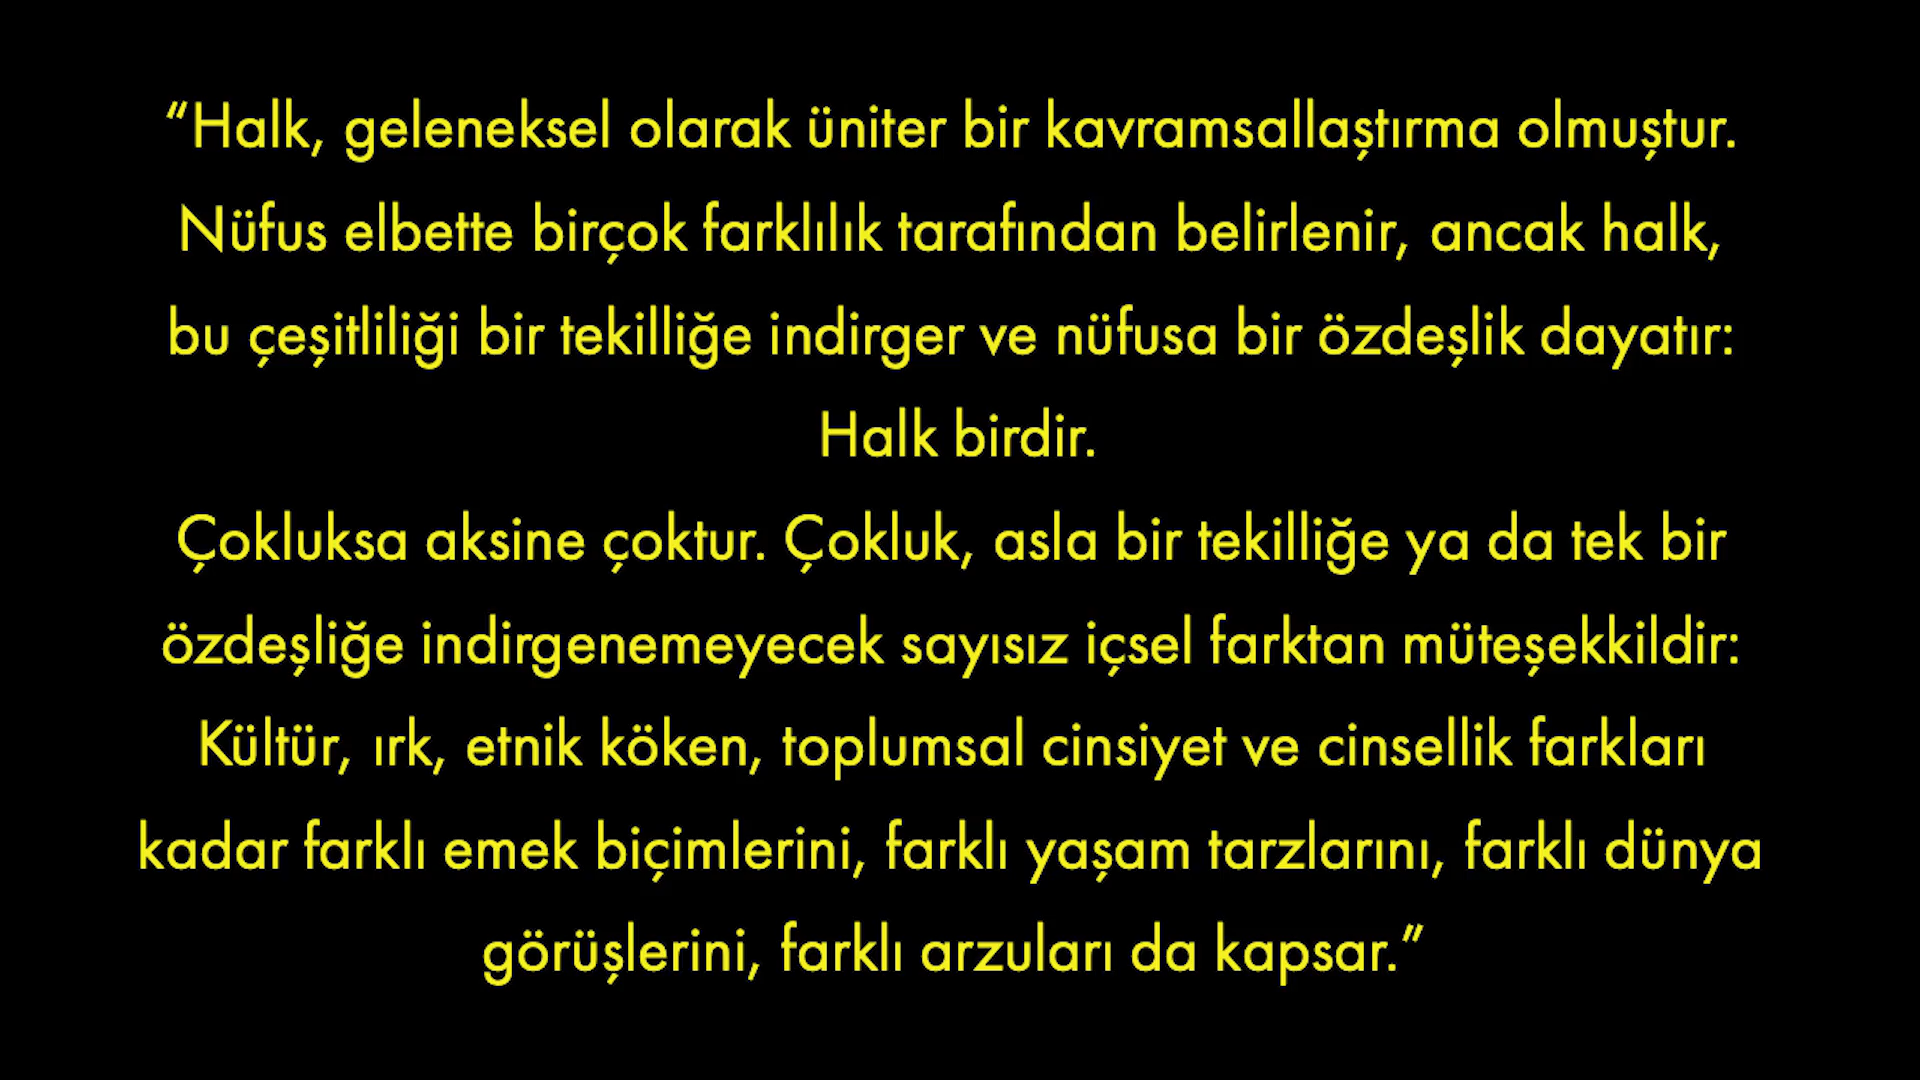 “Halk, geleneksel olarak üniter bir kavramsallaştırma olmuştur.
Nüfus elbette birçok farklılık tarafından belirlenir, ancak halk,
bu çeşitliliği bir tekilliğe indirger ve nüfusa bir özdeşlik dayatır:
Halk birdir.
Çokluksa aksine çoktur. Çokluk, asla bir tekilliğe ya da tek bir
özdeşliğe indirgenemeyecek sayısız içsel farktan müteşekkildir:
Kültür, ırk, etnik köken, toplumsal cinsiyet ve cinsellik farkları
kadar farklı emek biçimlerini, farklı yaşam tarzlarını, farklı dünya
görüşlerini, farklı arzuları da kapsar.”